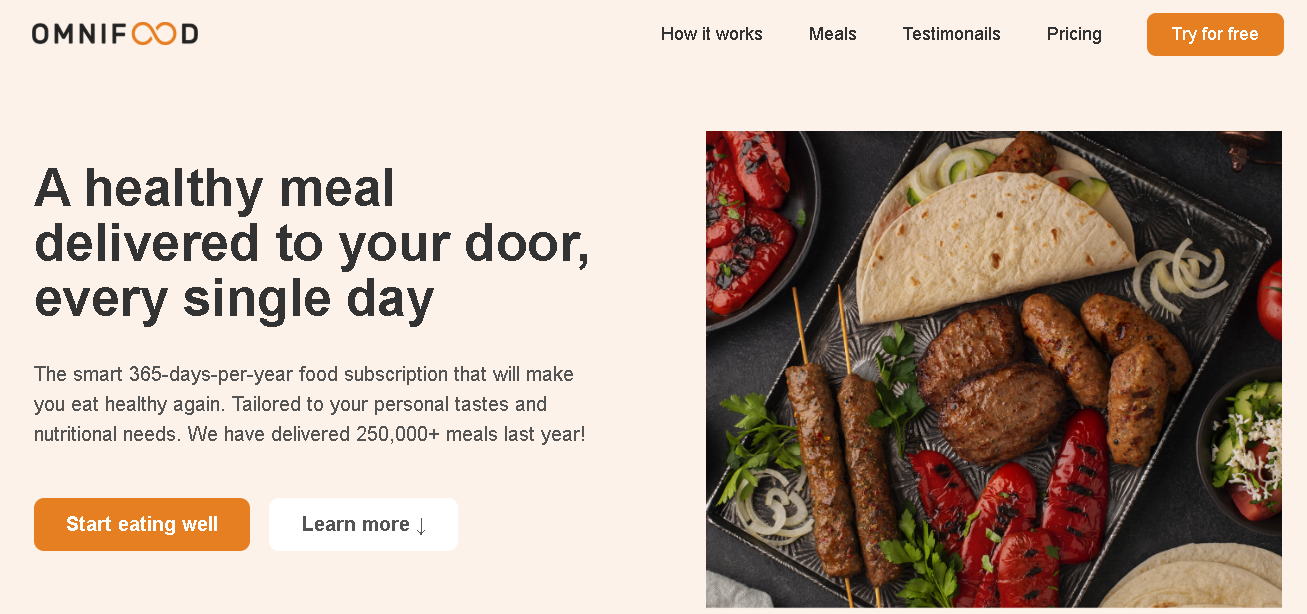 OMNIFOOD
How it works
Meals
Testimonails
Pricing
Try for free
A healthy meal
delivered to your door,
every single day
The smart 365-days-per-year food subscription that will make
you eat healthy again. Tailored to your personal tastes and
nutritional needs. We have delivered 250,000+ meals last year!
Start eating well
Learn more ↓